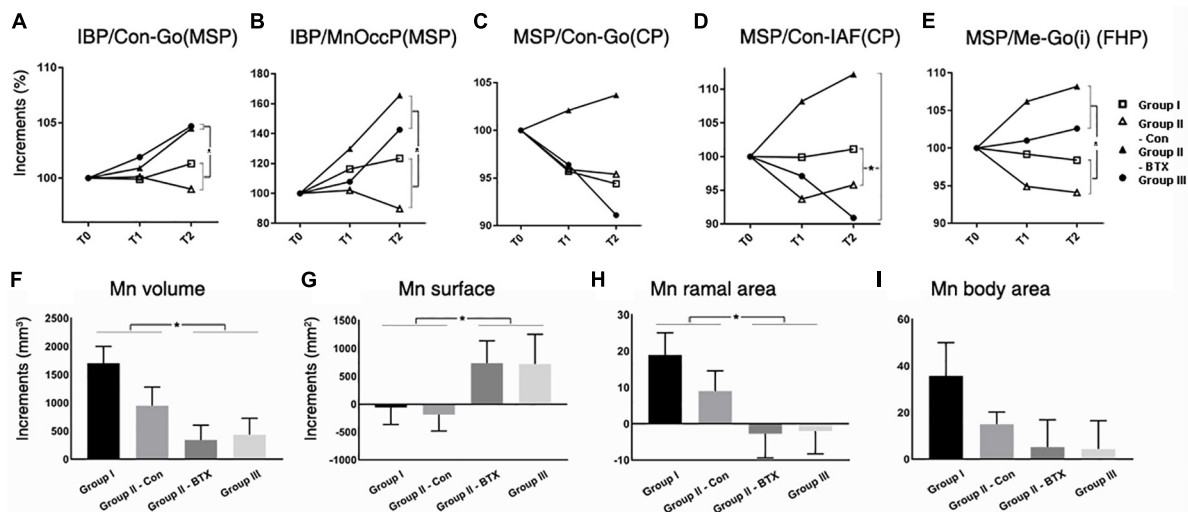 A
IBP/Con-Go(MSP)
Increments (%)
110
105
100
T0
T1
T2
*
B
IBP/MnOccP(MSP)
180
160
140
120
100
80
T0
T1
T2
*
C
MSP/Con-Go(CP)
105
100
95
90
T0
T1
T2
D
MSP/Con-IAF(CP)
110
105
100
95
90
T0
T1
T2
*
E
MSP/Me-Go(i) (FHP)
110
105
100
95
90
T0
T1
T2
*
Group I
Group II
- Con
Group II
- BTX
Group III
F
Mn volume
Increments (mm³)
2500
2000
1500
1000
500
0
*
Group I
Group II - Con
Group II - BTX
Group III
G
Mn surface
Increments (mm²)
1500
1000
500
0
-500
-1000
*
Group I
Group II - Con
Group II - BTX
Group III
H
Mn ramal area
30
20
10
0
-10
*
Group I
Group II - Con
Group II - BTX
Group III
I
Mn body area
60
40
20
0
Group I
Group II - Con
Group II - BTX
Group III